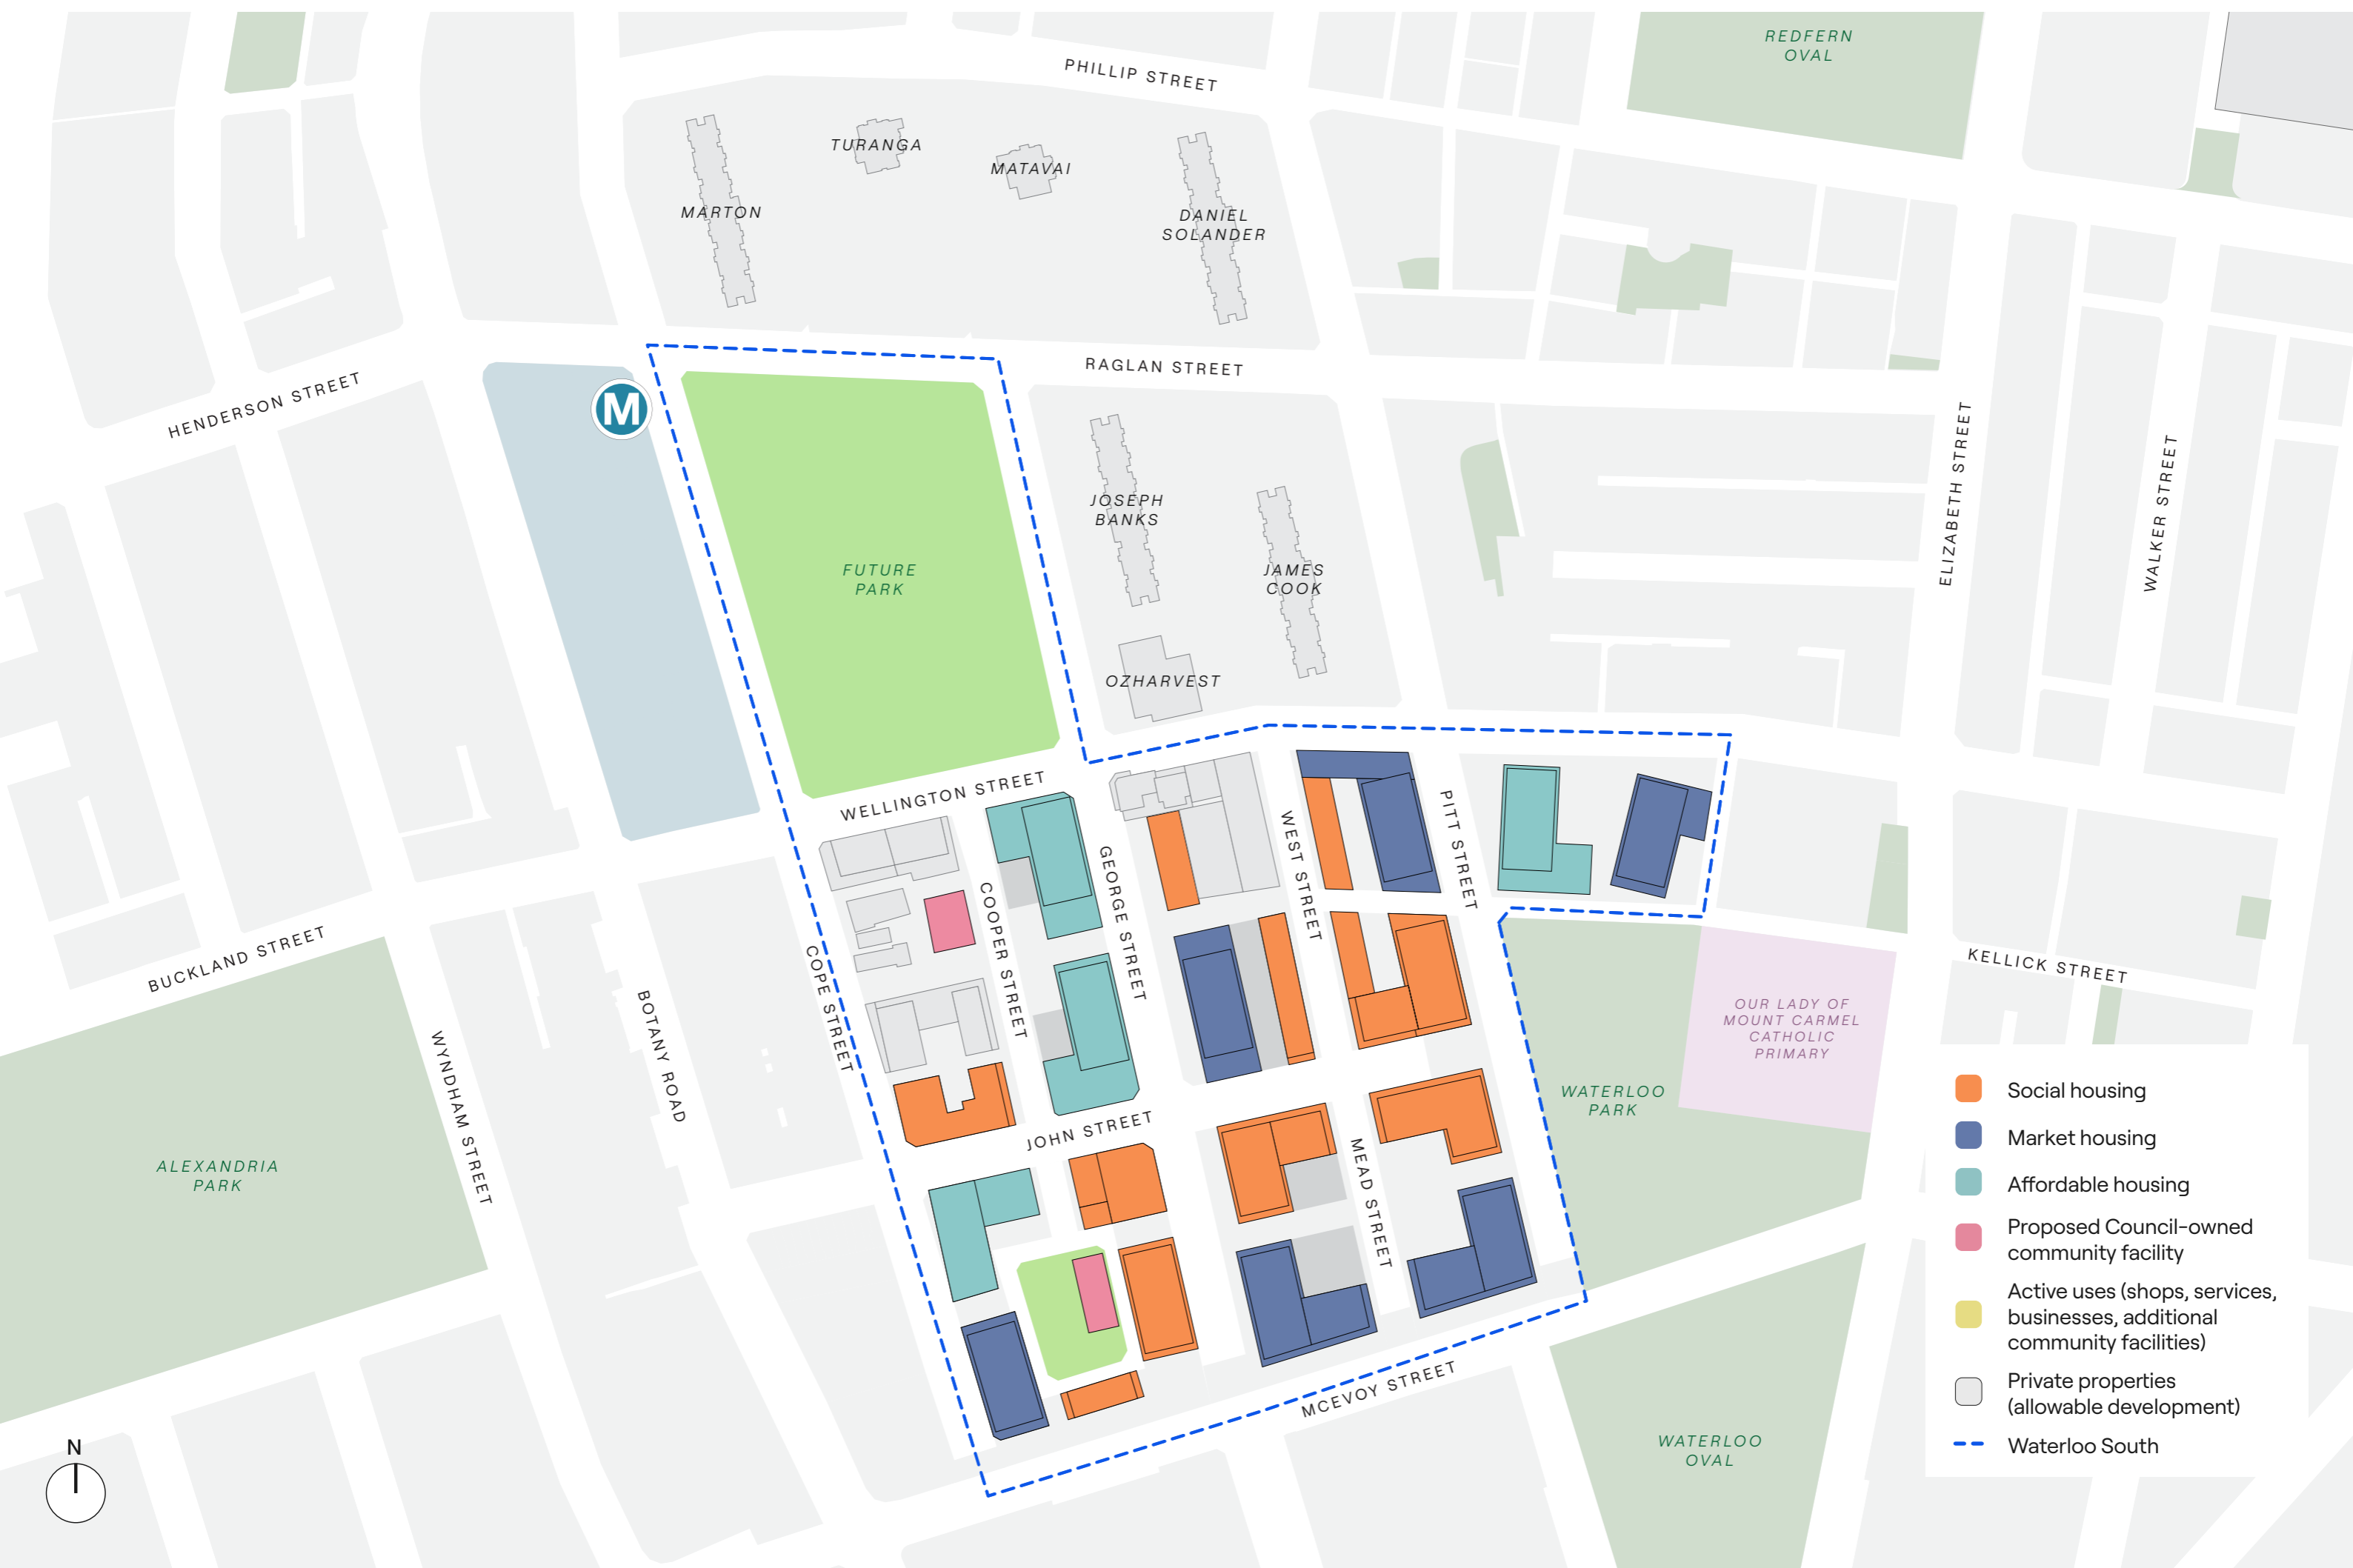 REDFERN
OVAL
PHILLIP STREET
TURANGA
MATAVAI
MARTON
DANIEL
SOLANDER
RAGLAN STREET
HENDERSON STREET
M
ELIZABETH STREET
WALKER STREET
JOSEPH
BANKS
FUTURE
PARK
JAMES
COOK
OZHARVEST
WELLINGTON STREET
PITT STREET
WEST STREET
GEORGE STREET
COOPER STREET
COPE STREET
BUCKLAND STREET
BOTANY ROAD
WYNDHAM STREET
KELLICK STREET
OUR LADY OF
MOUNT CARMEL
CATHOLIC
PRIMARY
WATERLOO
PARK
JOHN STREET
MEAD STREET
ALEXANDRIA
PARK
MCEVOY STREET
WATERLOO
OVAL
N
Social housing
Market housing
Affordable housing
Proposed Council-owned
community facility
Active uses (shops, services,
businesses, additional
community facilities)
Private properties
(allowable development)
Waterloo South